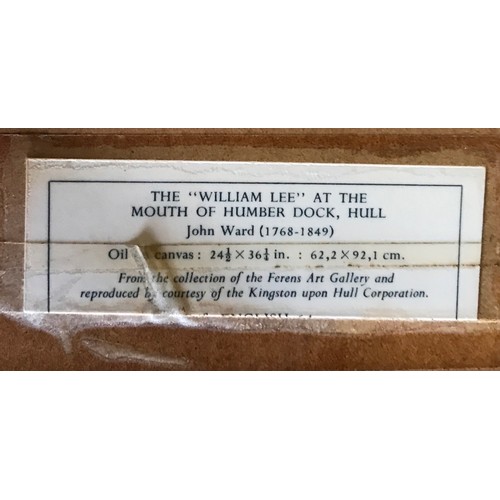 THE "WILLIAM LEE" AT THE
MOUTH OF HUMBER DOCK, HULL
John Ward (1768-1849)
Oil canvas : 24½ × 36¼ in. : 62,2 × 92,1 cm.
From the collection of the Ferens Art Gallery and
reproduced by courtesy of the Kingston upon Hull Corporation.